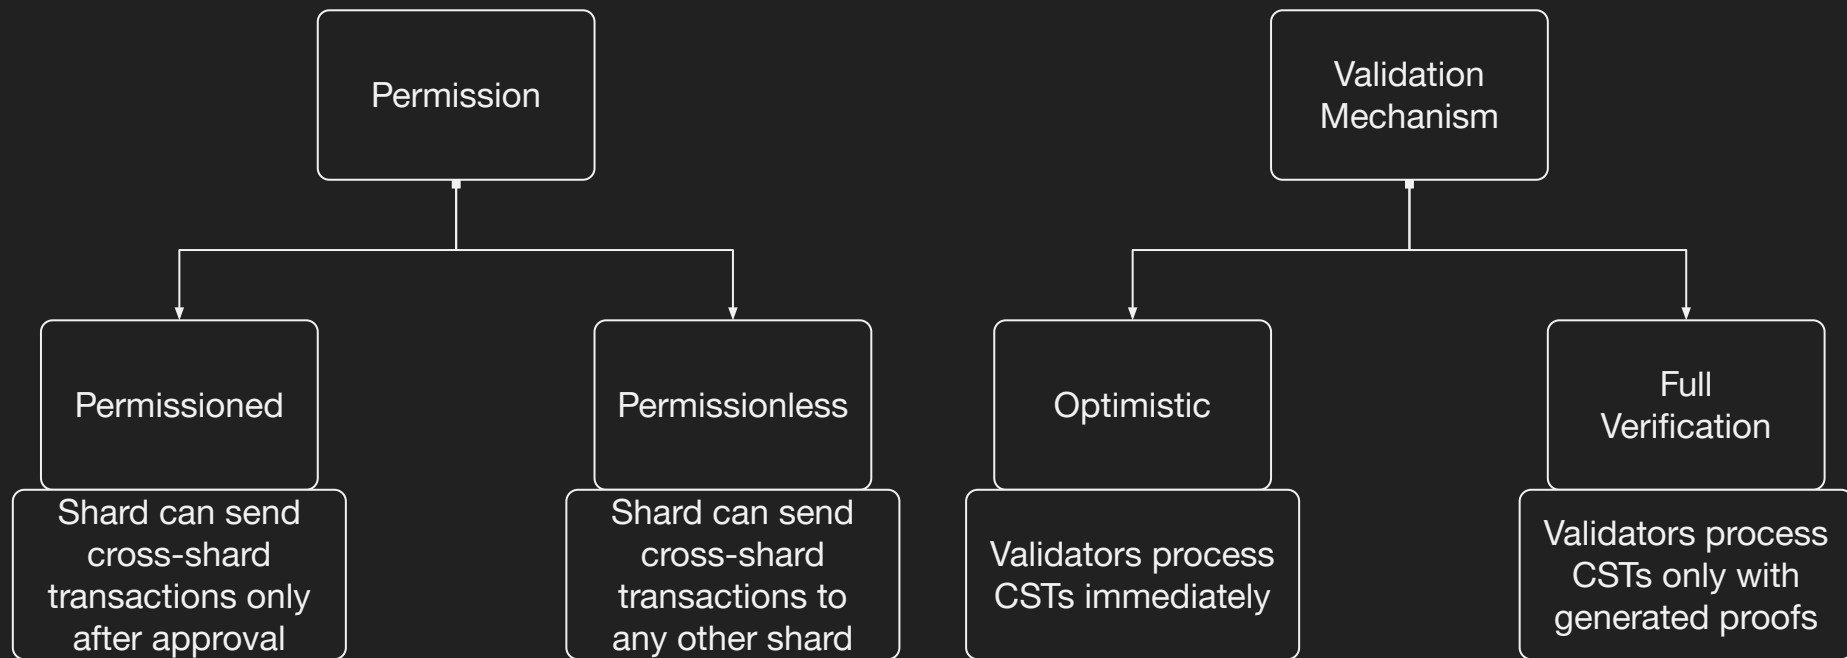 Permission
Validation
Mechanism
Permissioned
Permissionless
Optimistic
Full
Verification
Shard can send
cross-shard
transactions only
after approval
Shard can send
cross-shard
transactions to
any other shard
Validators process
CSTs immediately
Validators process
CSTs only with
generated proofs